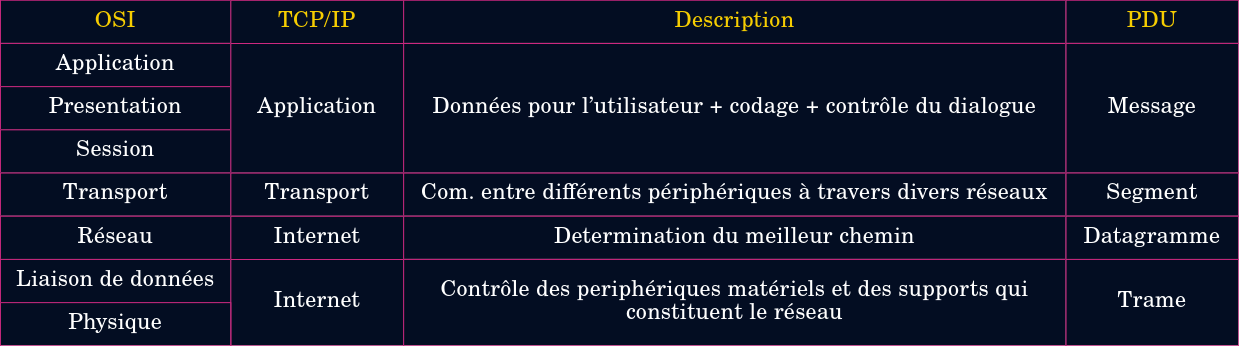 OSI TCP/IP Description PDU
Application
Presentation
Session
Application Données pour l’utilisateur + codage + contrôle du dialogue Message
Transport Transport Com. entre différents périphériques à travers divers réseaux Segment
Réseau Internet Determination du meilleur chemin Datagramme
Liaison de données
Physique
Internet Contrôle des periphériques matériels et des supports qui
constituent le réseau
Trame